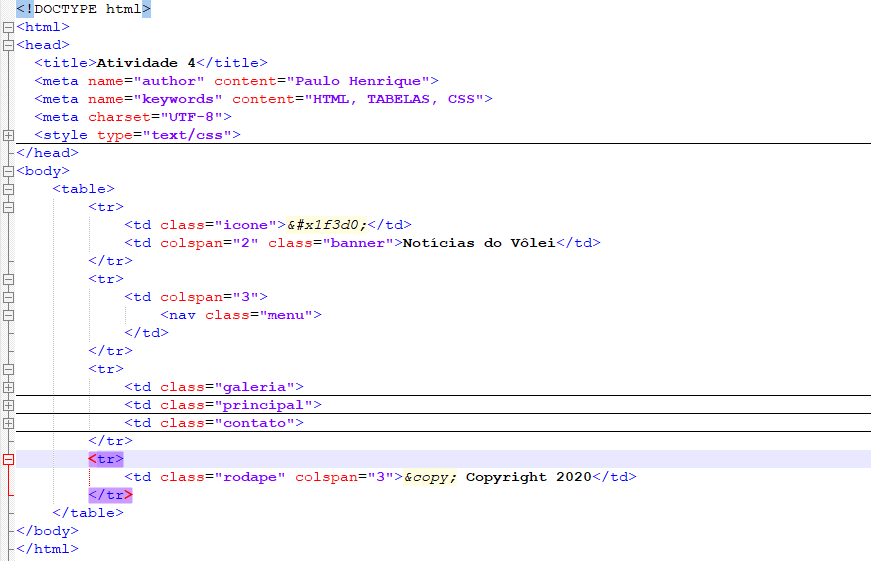 <!DOCTYPE html>
<html>
<head>
<title>Atividade 4</title>
<meta name="author" content="Paulo Henrique">
<meta name="keywords" content="HTML, TABELAS, CSS">
<meta charset="UTF-8">
<style type="text/css">
</head>
<body>
<table>
<tr>
<td class="icone">&#x1f3d0;</td>
<td colspan="2" class="banner">Notícias do Vôlei</td>
</tr>
<tr>
<td colspan="3">
<nav class="menu">
</td>
</tr>
<tr>
<td class="galeria">
<td class="principal">
<td class="contato">
</tr>
<tr>
<td class="rodape" colspan="3">&copy; Copyright 2020</td>
</tr>
</table>
</body>
</html>